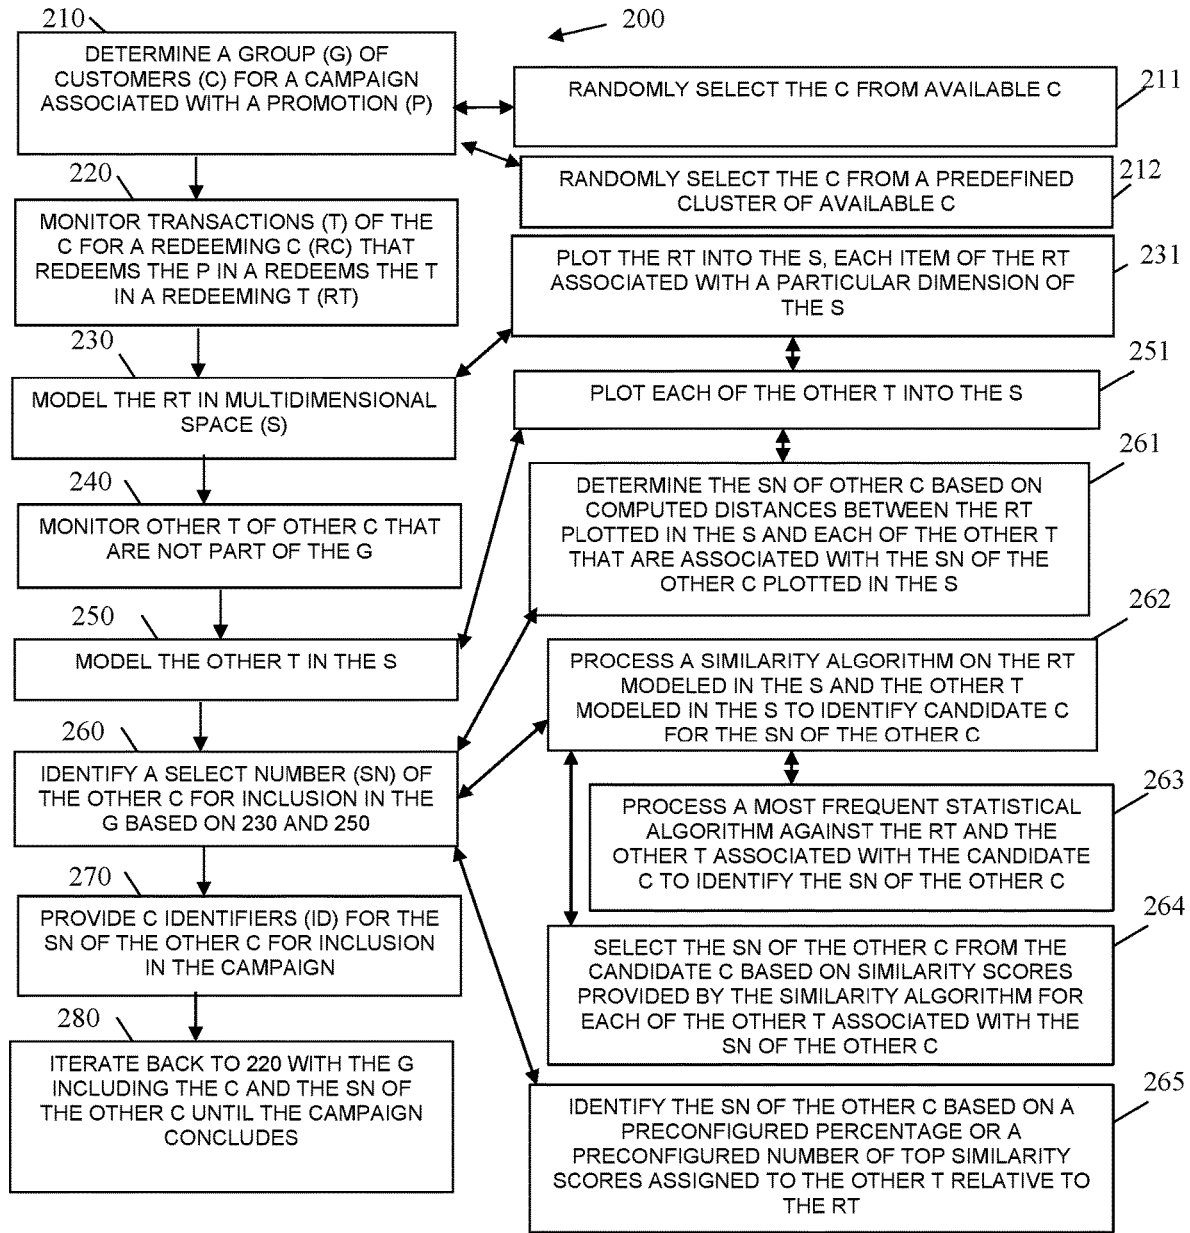 200
210
DETERMINE A GROUP (G) OF
CUSTOMERS (C) FOR A CAMPAIGN
ASSOCIATED WITH A PROMOTION (P)
211
RANDOMLY SELECT THE C FROM AVAILABLE C
212
RANDOMLY SELECT THE C FROM A PREDEFINED
CLUSTER OF AVAILABLE C
220
MONITOR TRANSACTIONS (T) OF THE
C FOR A REDEEMING C (RC) THAT
REDEEMS THE P IN A REDEEMS THE T
IN A REDEEMING T (RT)
231
PLOT THE RT INTO THE S, EACH ITEM OF THE RT
ASSOCIATED WITH A PARTICULAR DIMENSION OF
THE S
230
MODEL THE RT IN MULTIDIMENSIONAL
SPACE (S)
251
PLOT EACH OF THE OTHER T INTO THE S
240
MONITOR OTHER T OF OTHER C THAT
ARE NOT PART OF THE G
261
DETERMINE THE SN OF OTHER C BASED ON
COMPUTED DISTANCES BETWEEN THE RT
PLOTTED IN THE S AND EACH OF THE OTHER T
THAT ARE ASSOCIATED WITH THE SN OF THE
OTHER C PLOTTED IN THE S
250
MODEL THE OTHER T IN THE S
262
PROCESS A SIMILARITY ALGORITHM ON THE RT
MODELED IN THE S AND THE OTHER T
MODELED IN THE S TO IDENTIFY CANDIDATE C
FOR THE SN OF THE OTHER C
260
IDENTIFY A SELECT NUMBER (SN) OF
THE OTHER C FOR INCLUSION IN THE
G BASED ON 230 AND 250
263
PROCESS A MOST FREQUENT STATISTICAL
ALGORITHM AGAINST THE RT AND THE
OTHER T ASSOCIATED WITH THE CANDIDATE
C TO IDENTIFY THE SN OF THE OTHER C
270
PROVIDE C IDENTIFIERS (ID) FOR THE
SN OF THE OTHER C FOR INCLUSION
IN THE CAMPAIGN
264
SELECT THE SN OF THE OTHER C FROM THE
CANDIDATE C BASED ON SIMILARITY SCORES
PROVIDED BY THE SIMILARITY ALGORITHM FOR
EACH OF THE OTHER T ASSOCIATED WITH THE
SN OF THE OTHER C
280
ITERATE BACK TO 220 WITH THE G
INCLUDING THE C AND THE SN OF
THE OTHER C UNTIL THE CAMPAIGN
CONCLUDES
265
IDENTIFY THE SN OF THE OTHER C BASED ON A
PRECONFIGURED PERCENTAGE OR A
PRECONFIGURED NUMBER OF TOP SIMILARITY
SCORES ASSIGNED TO THE OTHER T RELATIVE TO
THE RT